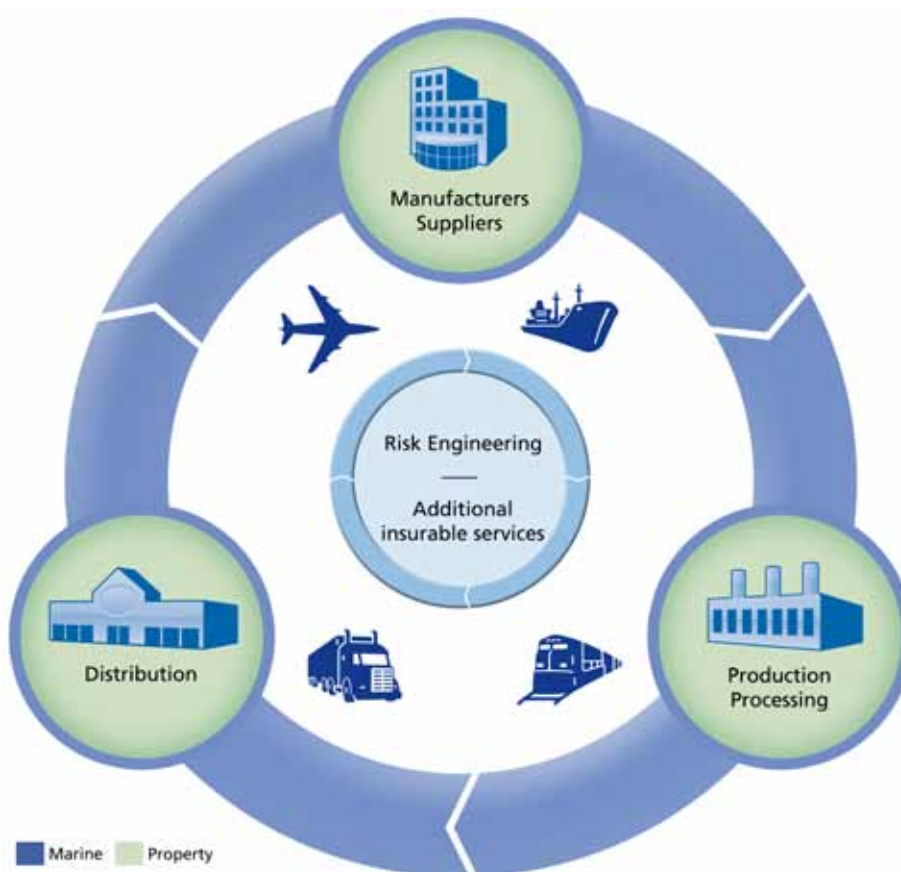 Manufacturers
Suppliers
Risk Engineering
Additional
insurable services
Distribution
Production
Processing
Marine
Property